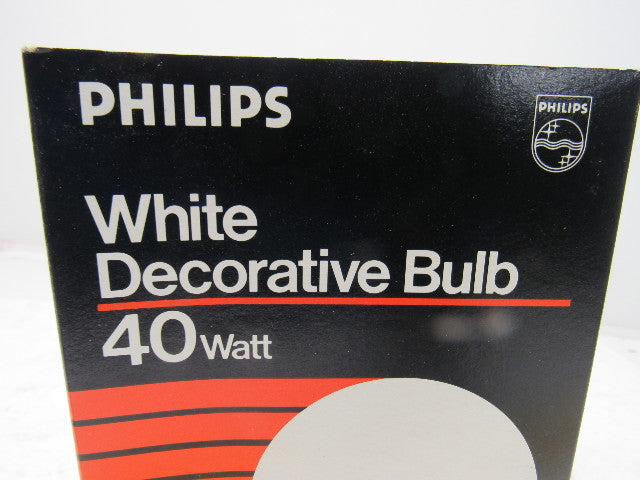 PHILIPS
PHILIPS
White
Decorative Bulb
40 Watt